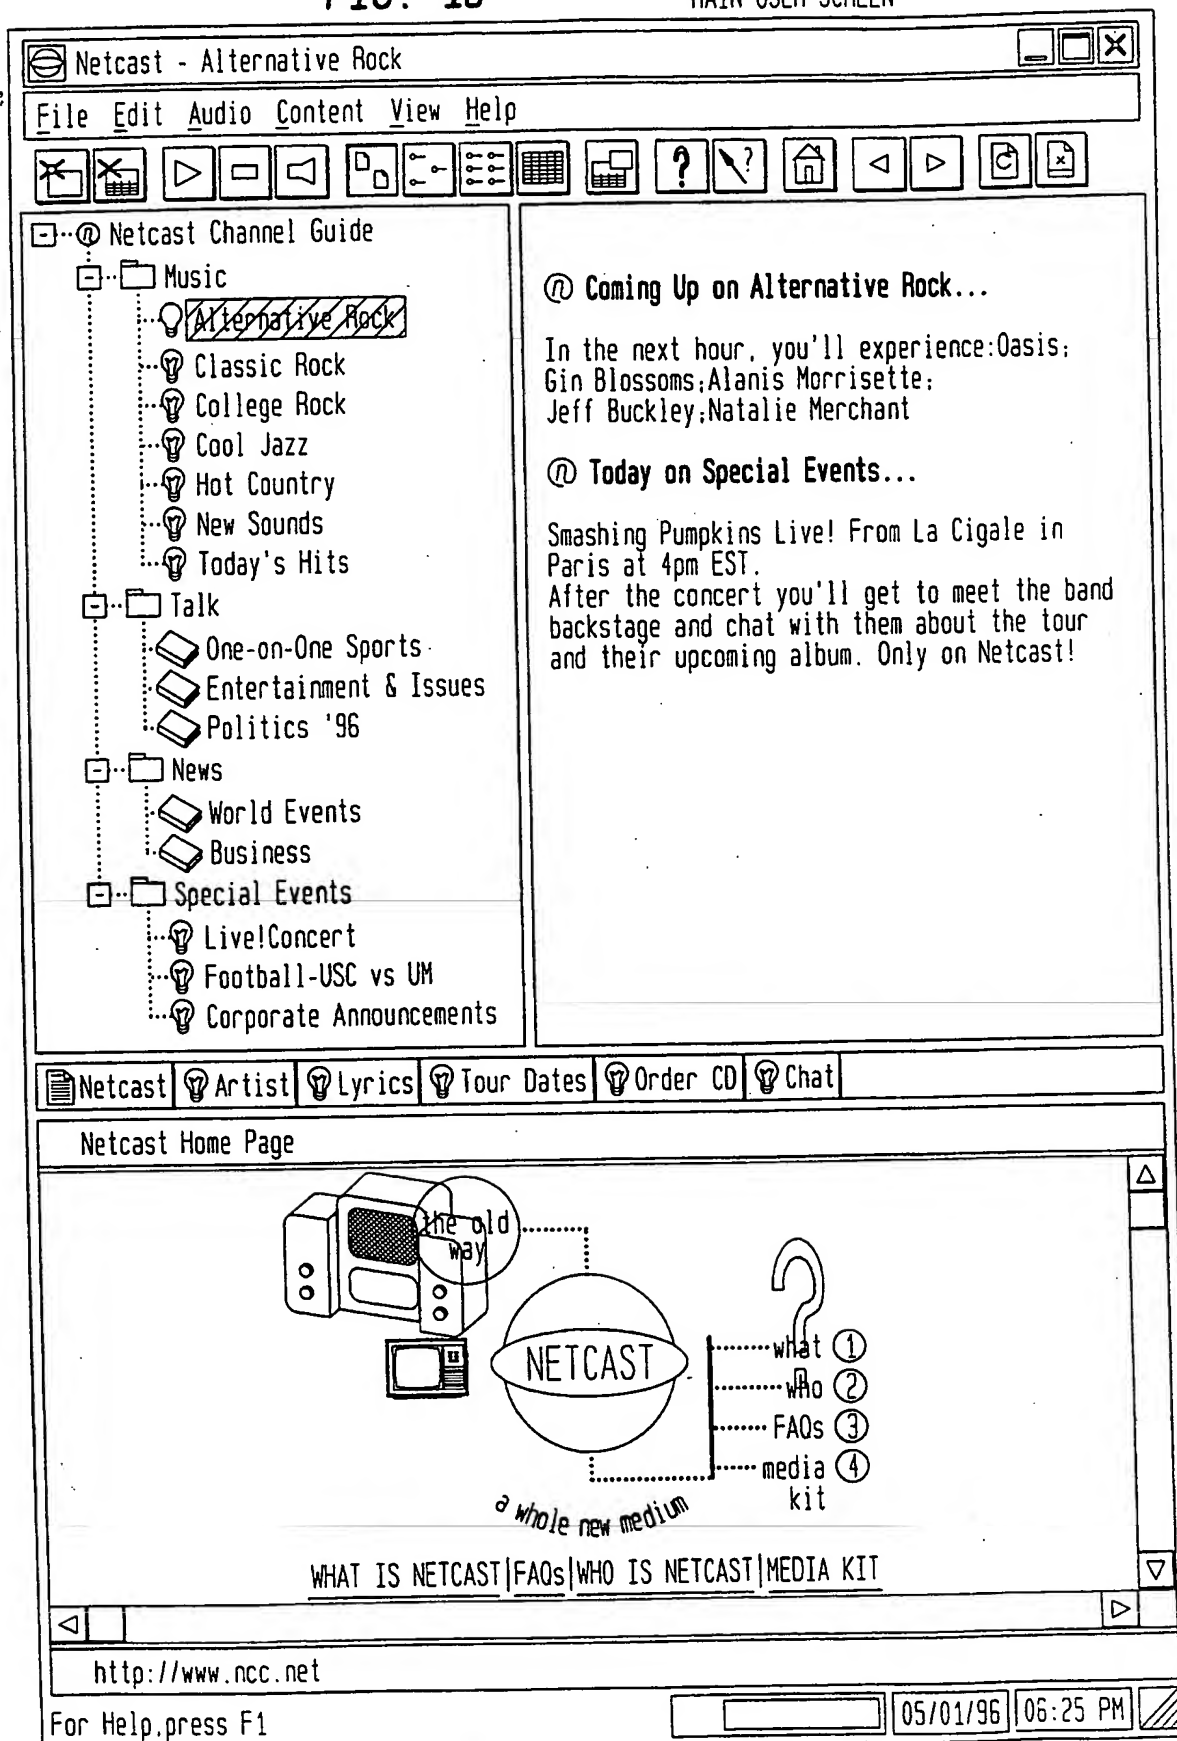 MAIN USER SCREEN
Netcast - Alternative Rock
File Edit Audio Content View Help
Netcast Channel Guide
Music
Alternative Rock
Classic Rock
College Rock
Cool Jazz
Hot Country
New Sounds
Today's Hits
Talk
One-on-One Sports
Entertainment & Issues
Politics '96
News
World Events
Business
Special Events
Live!Concert
Football-USC vs UM
Corporate Announcements
Coming Up on Alternative Rock...
In the next hour, you'll experience:Oasis;
Gin Blossoms;Alanis Morrisette;
Jeff Buckley;Natalie Merchant
Today on Special Events...
Smashing Pumpkins Live! From La Cigale in
Paris at 4pm EST.
After the concert you'll get to meet the band
backstage and chat with them about the tour
and their upcoming album. Only on Netcast!
Netcast Artist Lyrics Tour Dates Order CD Chat
Netcast Home Page
the old
way
NETCAST
what 1
who 2
FAQs 3
media 4
kit
a whole new medium
WHAT IS NETCAST|FAQs|WHO IS NETCAST|MEDIA KIT
http://www.ncc.net
For Help,press F1
05/01/96 06:25 PM